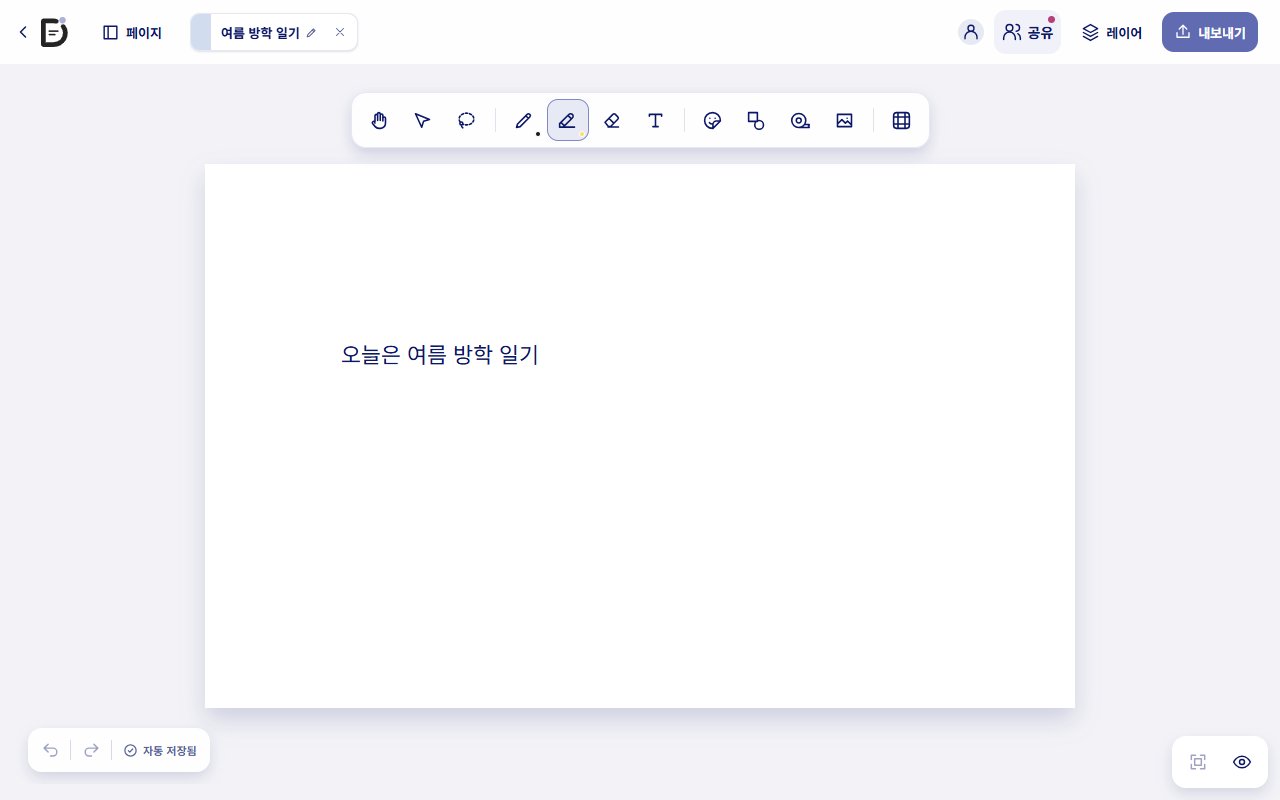 페이지
여름 방학 일기
공유
레이어
내보내기
오늘은 여름 방학 일기
자동 저장됨